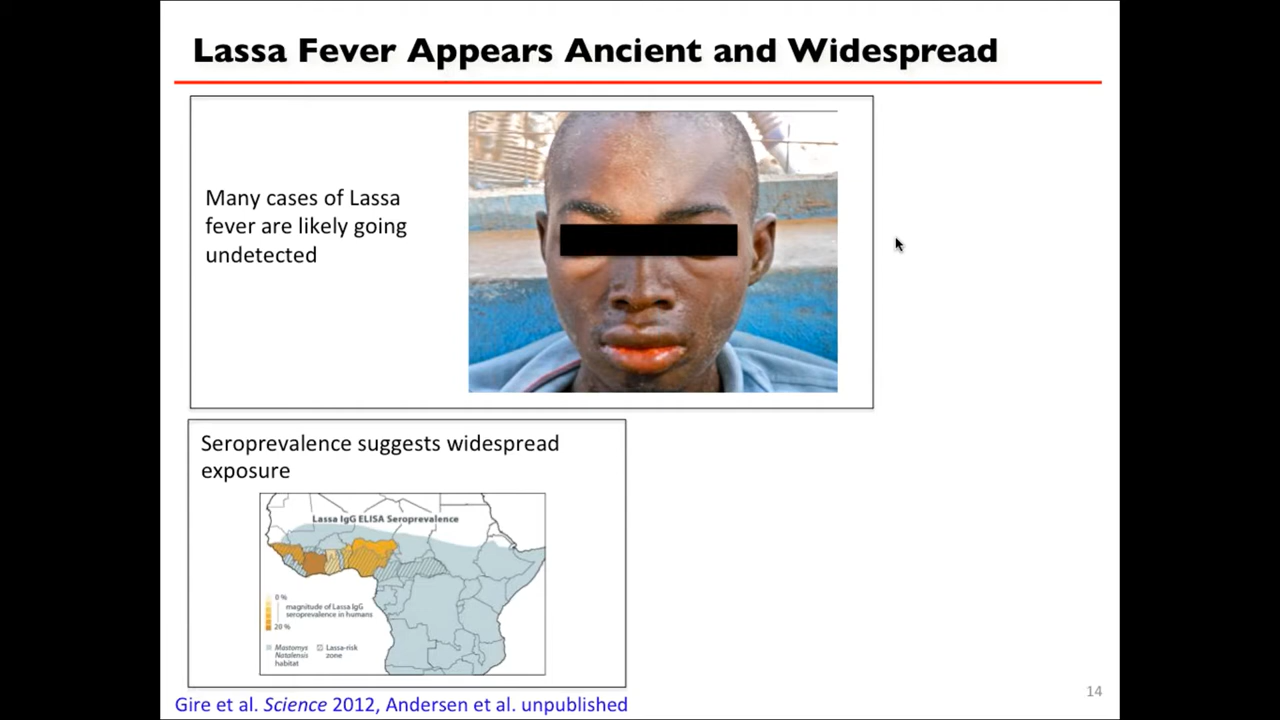 Lassa Fever Appears Ancient and Widespread
Many cases of Lassa
fever are likely going
undetected
Seroprevalence suggests widespread
exposure
Lassa IgG ELISA Seroprevalence
0 %
magnitude of Lassa IgG
seroprevalence in humans
20 %
Mastomys
Natalensis
habitat
Lassa-risk
zone
Gire et al. Science 2012, Andersen et al. unpublished
14